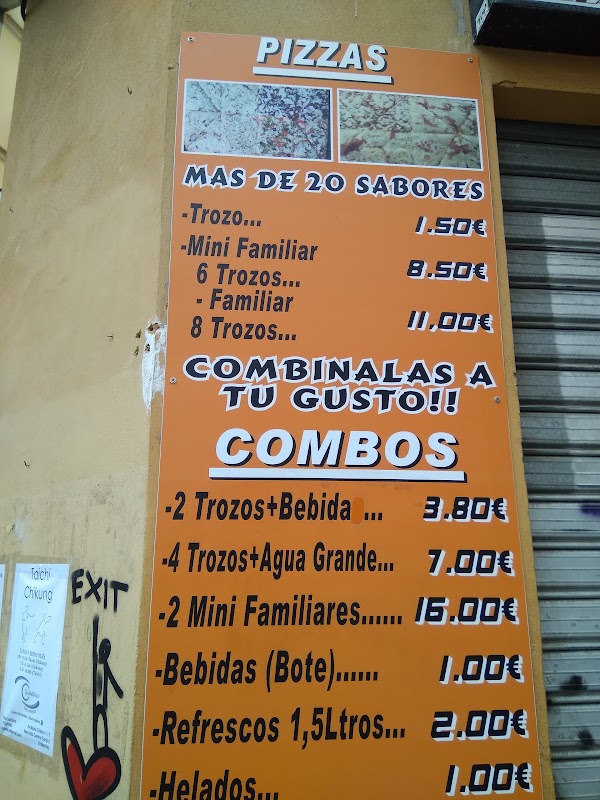 PIZZAS
MAS DE 20 SABORES
-Trozo... 1.50€
-Mini Familiar
6 Trozos... 8.50€
- Familiar
8 Trozos... 11.00€
COMBINALAS A
TU GUSTO!!
COMBOS
-2 Trozos+Bebida ... 3.80€
-4 Trozos+Agua Grande... 7.00€
-2 Mini Familiares...... 16.00€
-Bebidas (Bote)...... 1.00€
-Refrescos 1,5Ltros... 2.00€
-Helados... 1.00€
Taichi
Chikung
EXIT